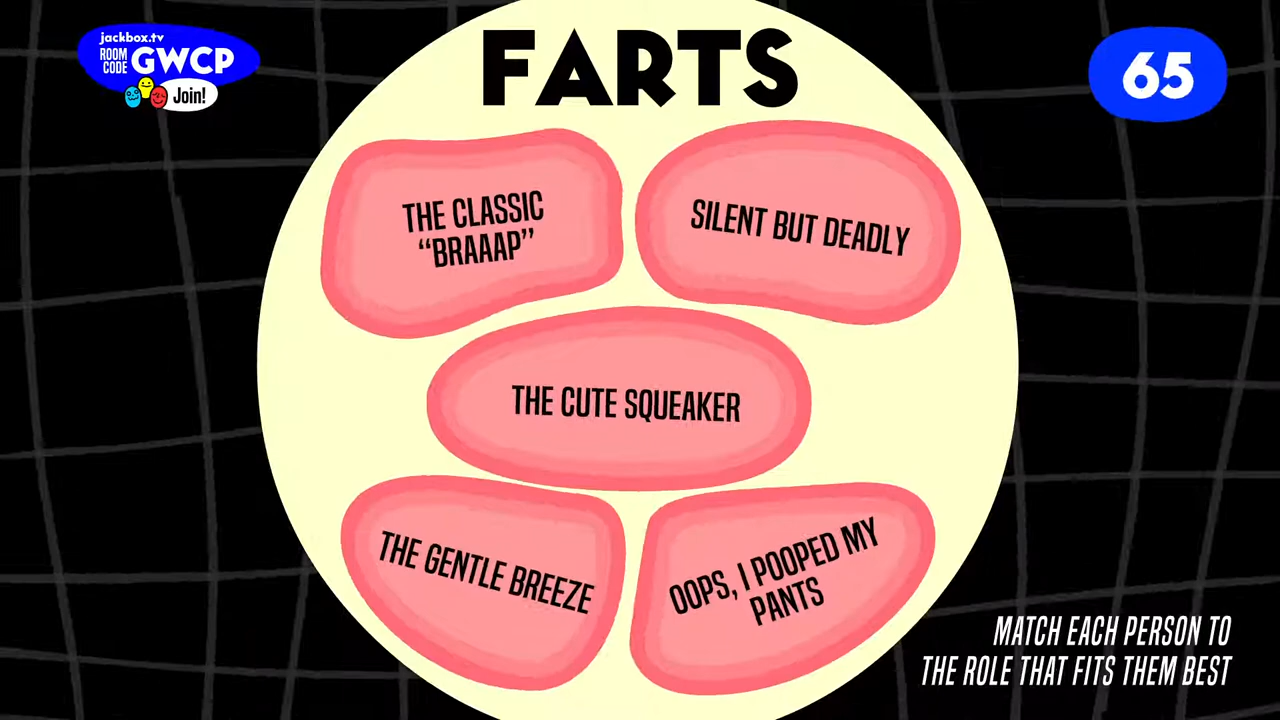 jackbox.tv
ROOM CODE GWCP
Join!
FARTS
65
THE CLASSIC
“BRAAAP”
SILENT BUT DEADLY
THE CUTE SQUEAKER
THE GENTLE BREEZE
OOPS, I POOPED MY
PANTS
MATCH EACH PERSON TO
THE ROLE THAT FITS THEM BEST